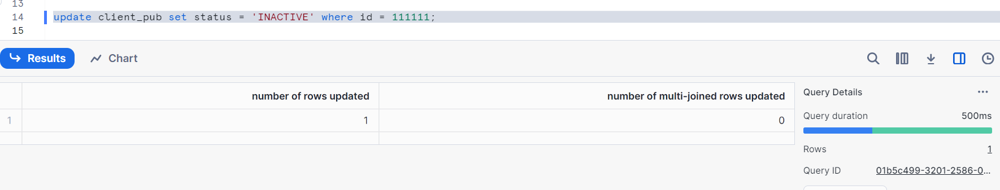 13
14 update client_pub set status = 'INACTIVE' where id = 111111;
15
Results Chart
number of rows updated number of multi-joined rows updated
1 1 0
Query Details ...
Query duration 500ms
Rows 1
Query ID 01b5c499-3201-2586-0...